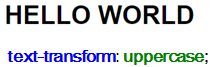 HELLO WORLD
text-transform: uppercase;